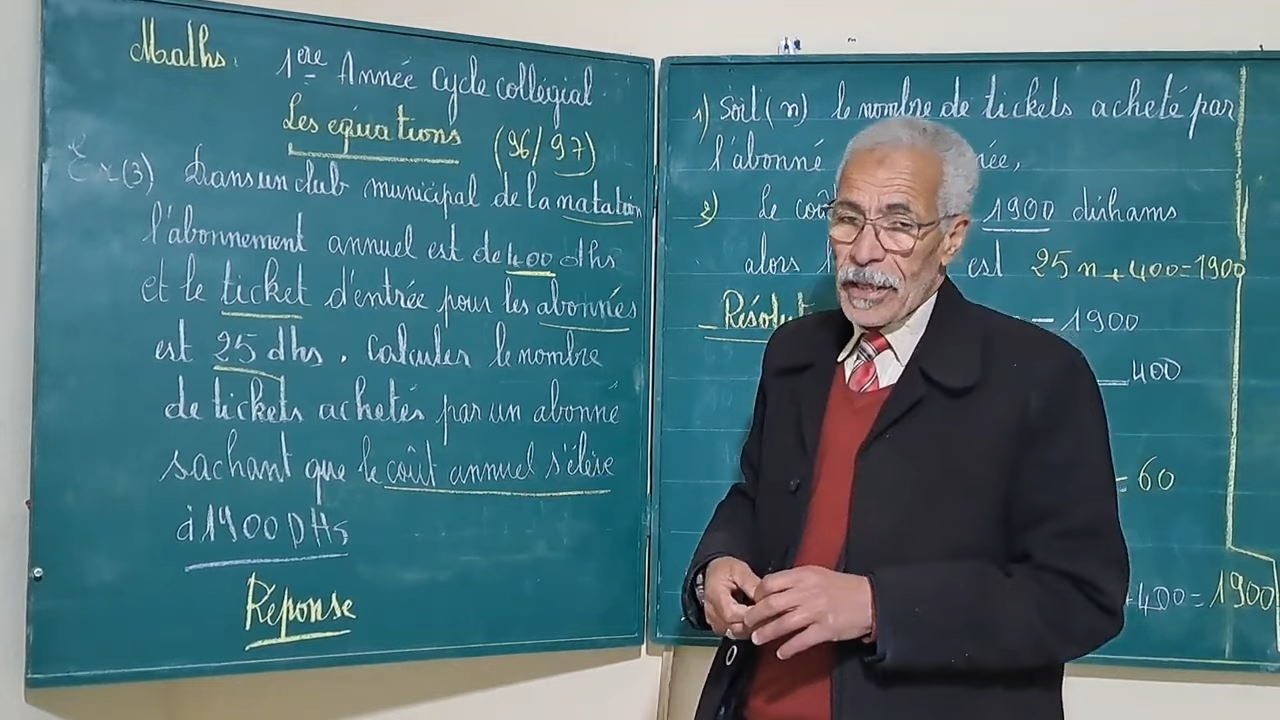 Maths.
1ère Année Cycle collégial
Les équations (96/97)
Ex(3) Dans un club municipal de la natation
l'abonnement annuel est de 400 dhs
et le ticket d'entrée pour les abonnés
est 25 dhs. Calculer le nombre
de tickets achetés par un abonné
sachant que le coût annuel s'élève
à 1900 DHs
Réponse
1) Soit (n) le nombre de tickets acheté par
l'abonné
2) Le 1900 dirhams
alors est 25n+400=1900
1900
400
= 60
+400=1900